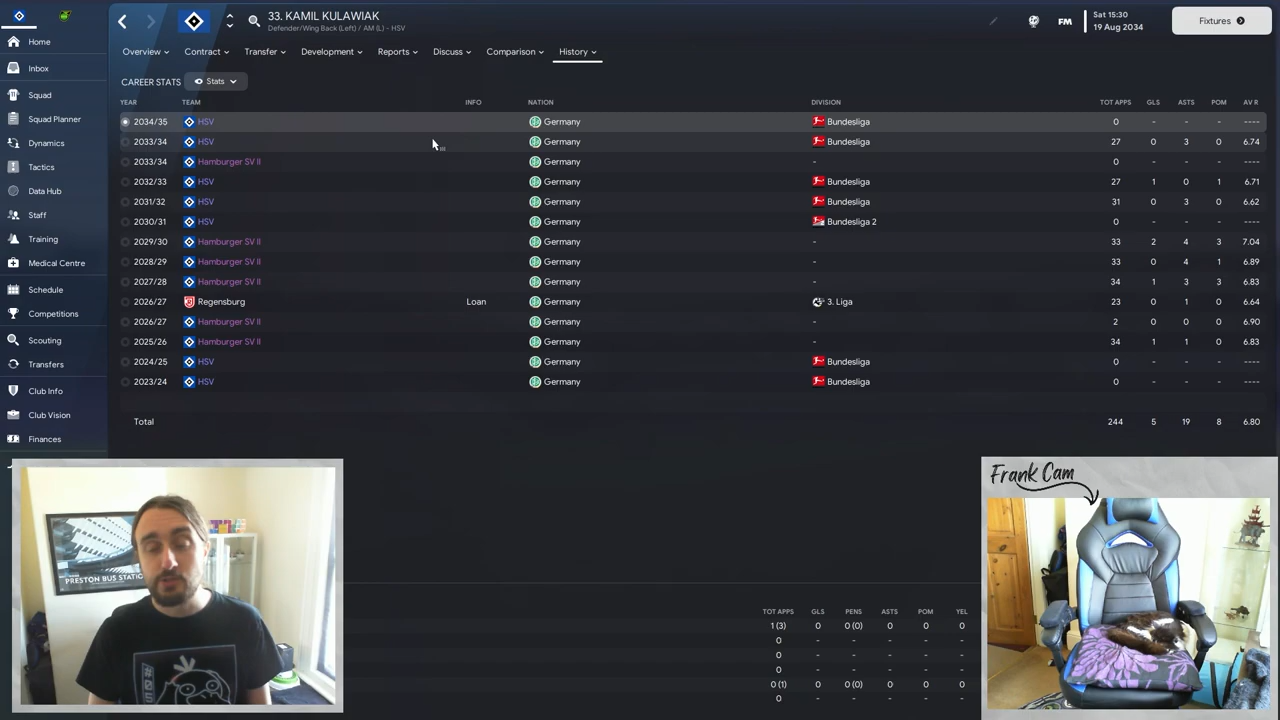 33. KAMIL KULAWIAK
Defender/Wing Back (Left) / AM (L) - HSV
FM
Sat 15:30
19 Aug 2034
Fixtures
Home
Inbox
Squad
Squad Planner
Dynamics
Tactics
Data Hub
Staff
Training
Medical Centre
Schedule
Competitions
Scouting
Transfers
Club Info
Club Vision
Finances
Overview Contract Transfer Development Reports Discuss Comparison History
CAREER STATS Stats
YEAR TEAM INFO NATION DIVISION TOT APPS GLS ASTS POM AV R
2034/35 HSV Germany Bundesliga 0 - - - ----
2033/34 HSV Germany Bundesliga 27 0 3 0 6.74
2033/34 Hamburger SV II Germany - 0 - - - ----
2032/33 HSV Germany Bundesliga 27 1 0 1 6.71
2031/32 HSV Germany Bundesliga 31 0 3 0 6.62
2030/31 HSV Germany Bundesliga 2 0 - - - ----
2029/30 Hamburger SV II Germany - 33 2 4 3 7.04
2028/29 Hamburger SV II Germany - 33 0 4 1 6.89
2027/28 Hamburger SV II Germany - 34 1 3 3 6.83
2026/27 Regensburg Loan Germany 3. Liga 23 0 1 0 6.64
2026/27 Hamburger SV II Germany - 2 0 0 0 6.90
2025/26 Hamburger SV II Germany - 34 1 1 0 6.83
2024/25 HSV Germany Bundesliga 0 - - - ----
2023/24 HSV Germany Bundesliga 0 - - - ----
Total 244 5 19 8 6.80
TOT APPS GLS PENS ASTS POM YEL
1 (3) 0 0 (0) 0 0 0
0 - - - - -
0 - - - - -
0 - - - - -
0 (1) 0 0 (0) 0 0 0
0 - - - - -
PRESTON BUS STATI
Frank Cam